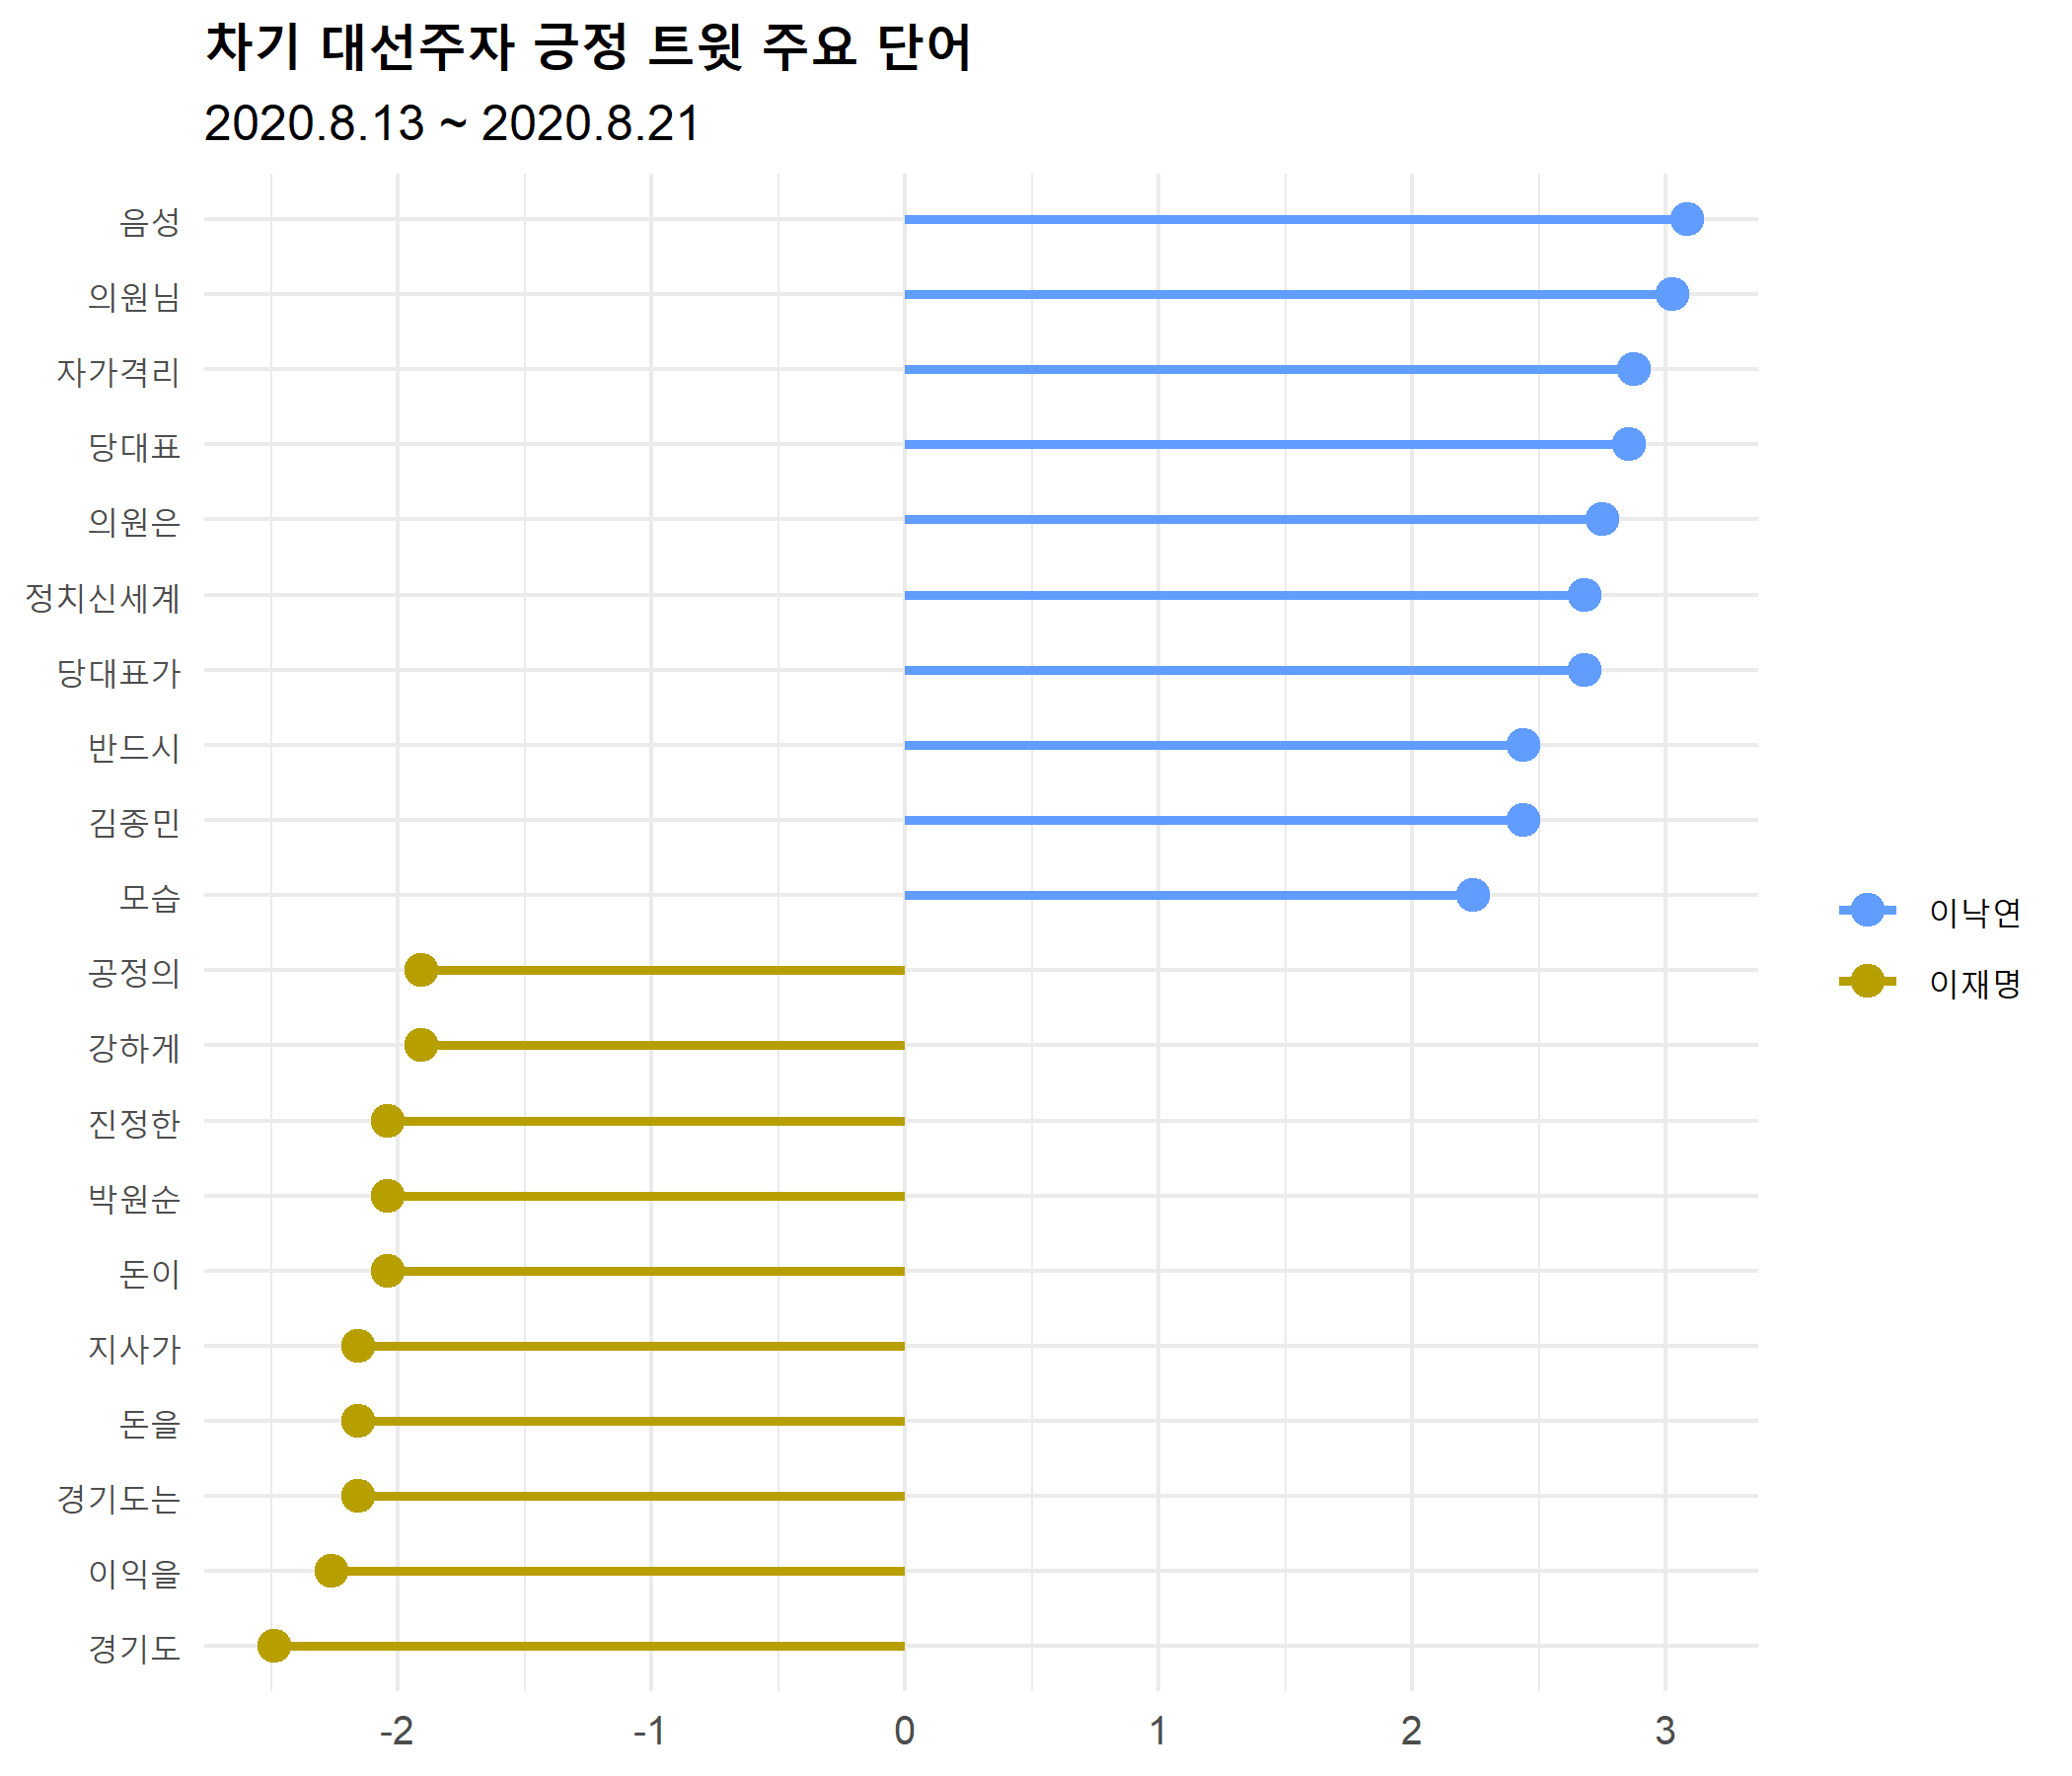 차기 대선주자 긍정 트윗 주요 단어
2020.8.13 ~ 2020.8.21
음성
의원님
자가격리
당대표
의원은
정치신세계
당대표가
반드시
김종민
모습
공정의
강하게
진정한
박원순
돈이
지사가
돈을
경기도는
이익을
경기도
-2 -1 0 1 2 3
이낙연
이재명